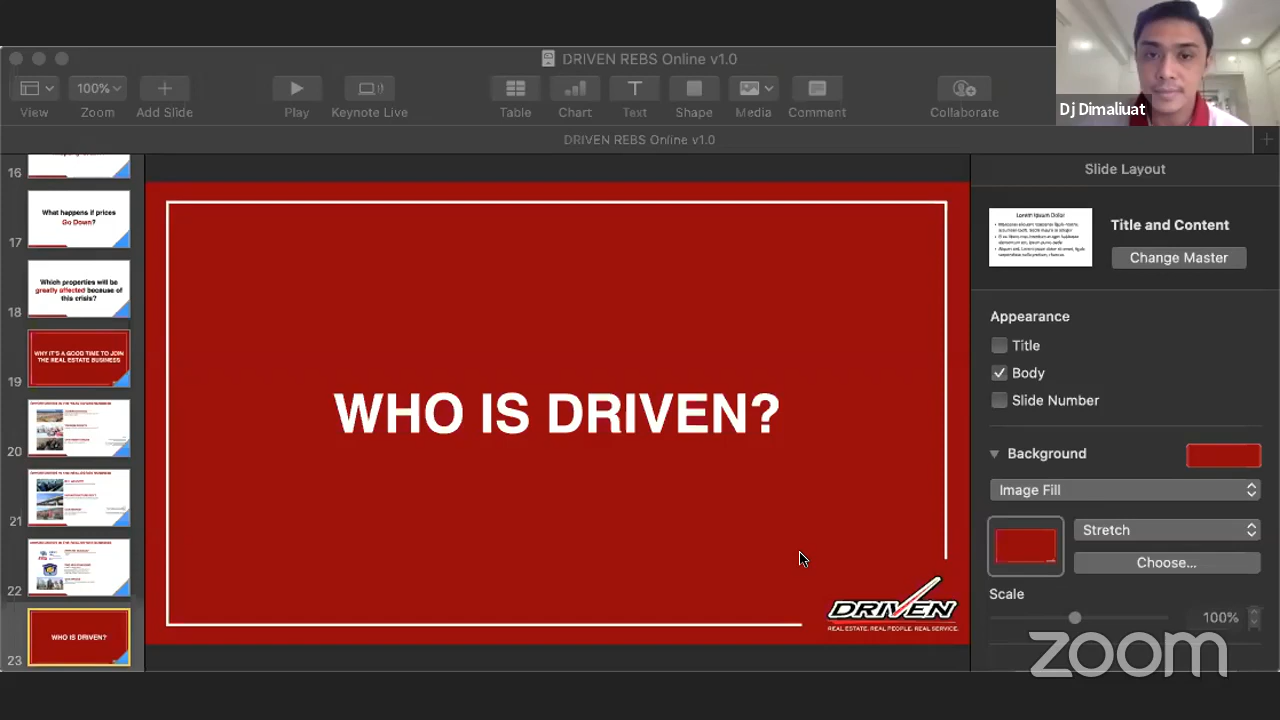 DRIVEN REBS Online v1.0
Dj Dimaliuat
100%
View
Zoom
Add Slide
Play
Keynote Live
Table
Chart
Text
Shape
Media
Comment
Collaborate
DRIVEN REBS Online v1.0
16
What happens if prices
Go Down?
17
Which properties will be
greatly affected because of
this crisis?
18
WHY IT'S A GOOD TIME TO JOIN
THE REAL ESTATE BUSINESS
19
20
21
22
WHO IS DRIVEN?
23
WHO IS DRIVEN?
DRIVEN
REAL ESTATE. REAL PEOPLE. REAL SERVICE.
Slide Layout
Lorem Ipsum Dolor
Title and Content
Change Master
Appearance
Title
Body
Slide Number
Background
Image Fill
Stretch
Choose...
Scale
100%
zoom